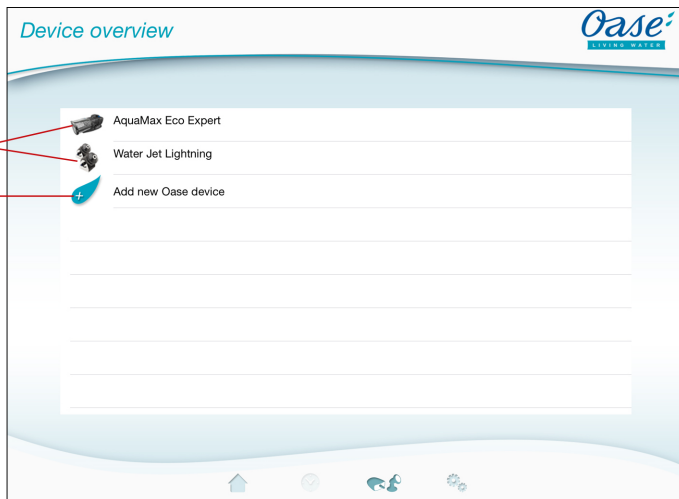 Device overview
Oase
LIVING WATER
AquaMax Eco Expert
Water Jet Lightning
Add new Oase device